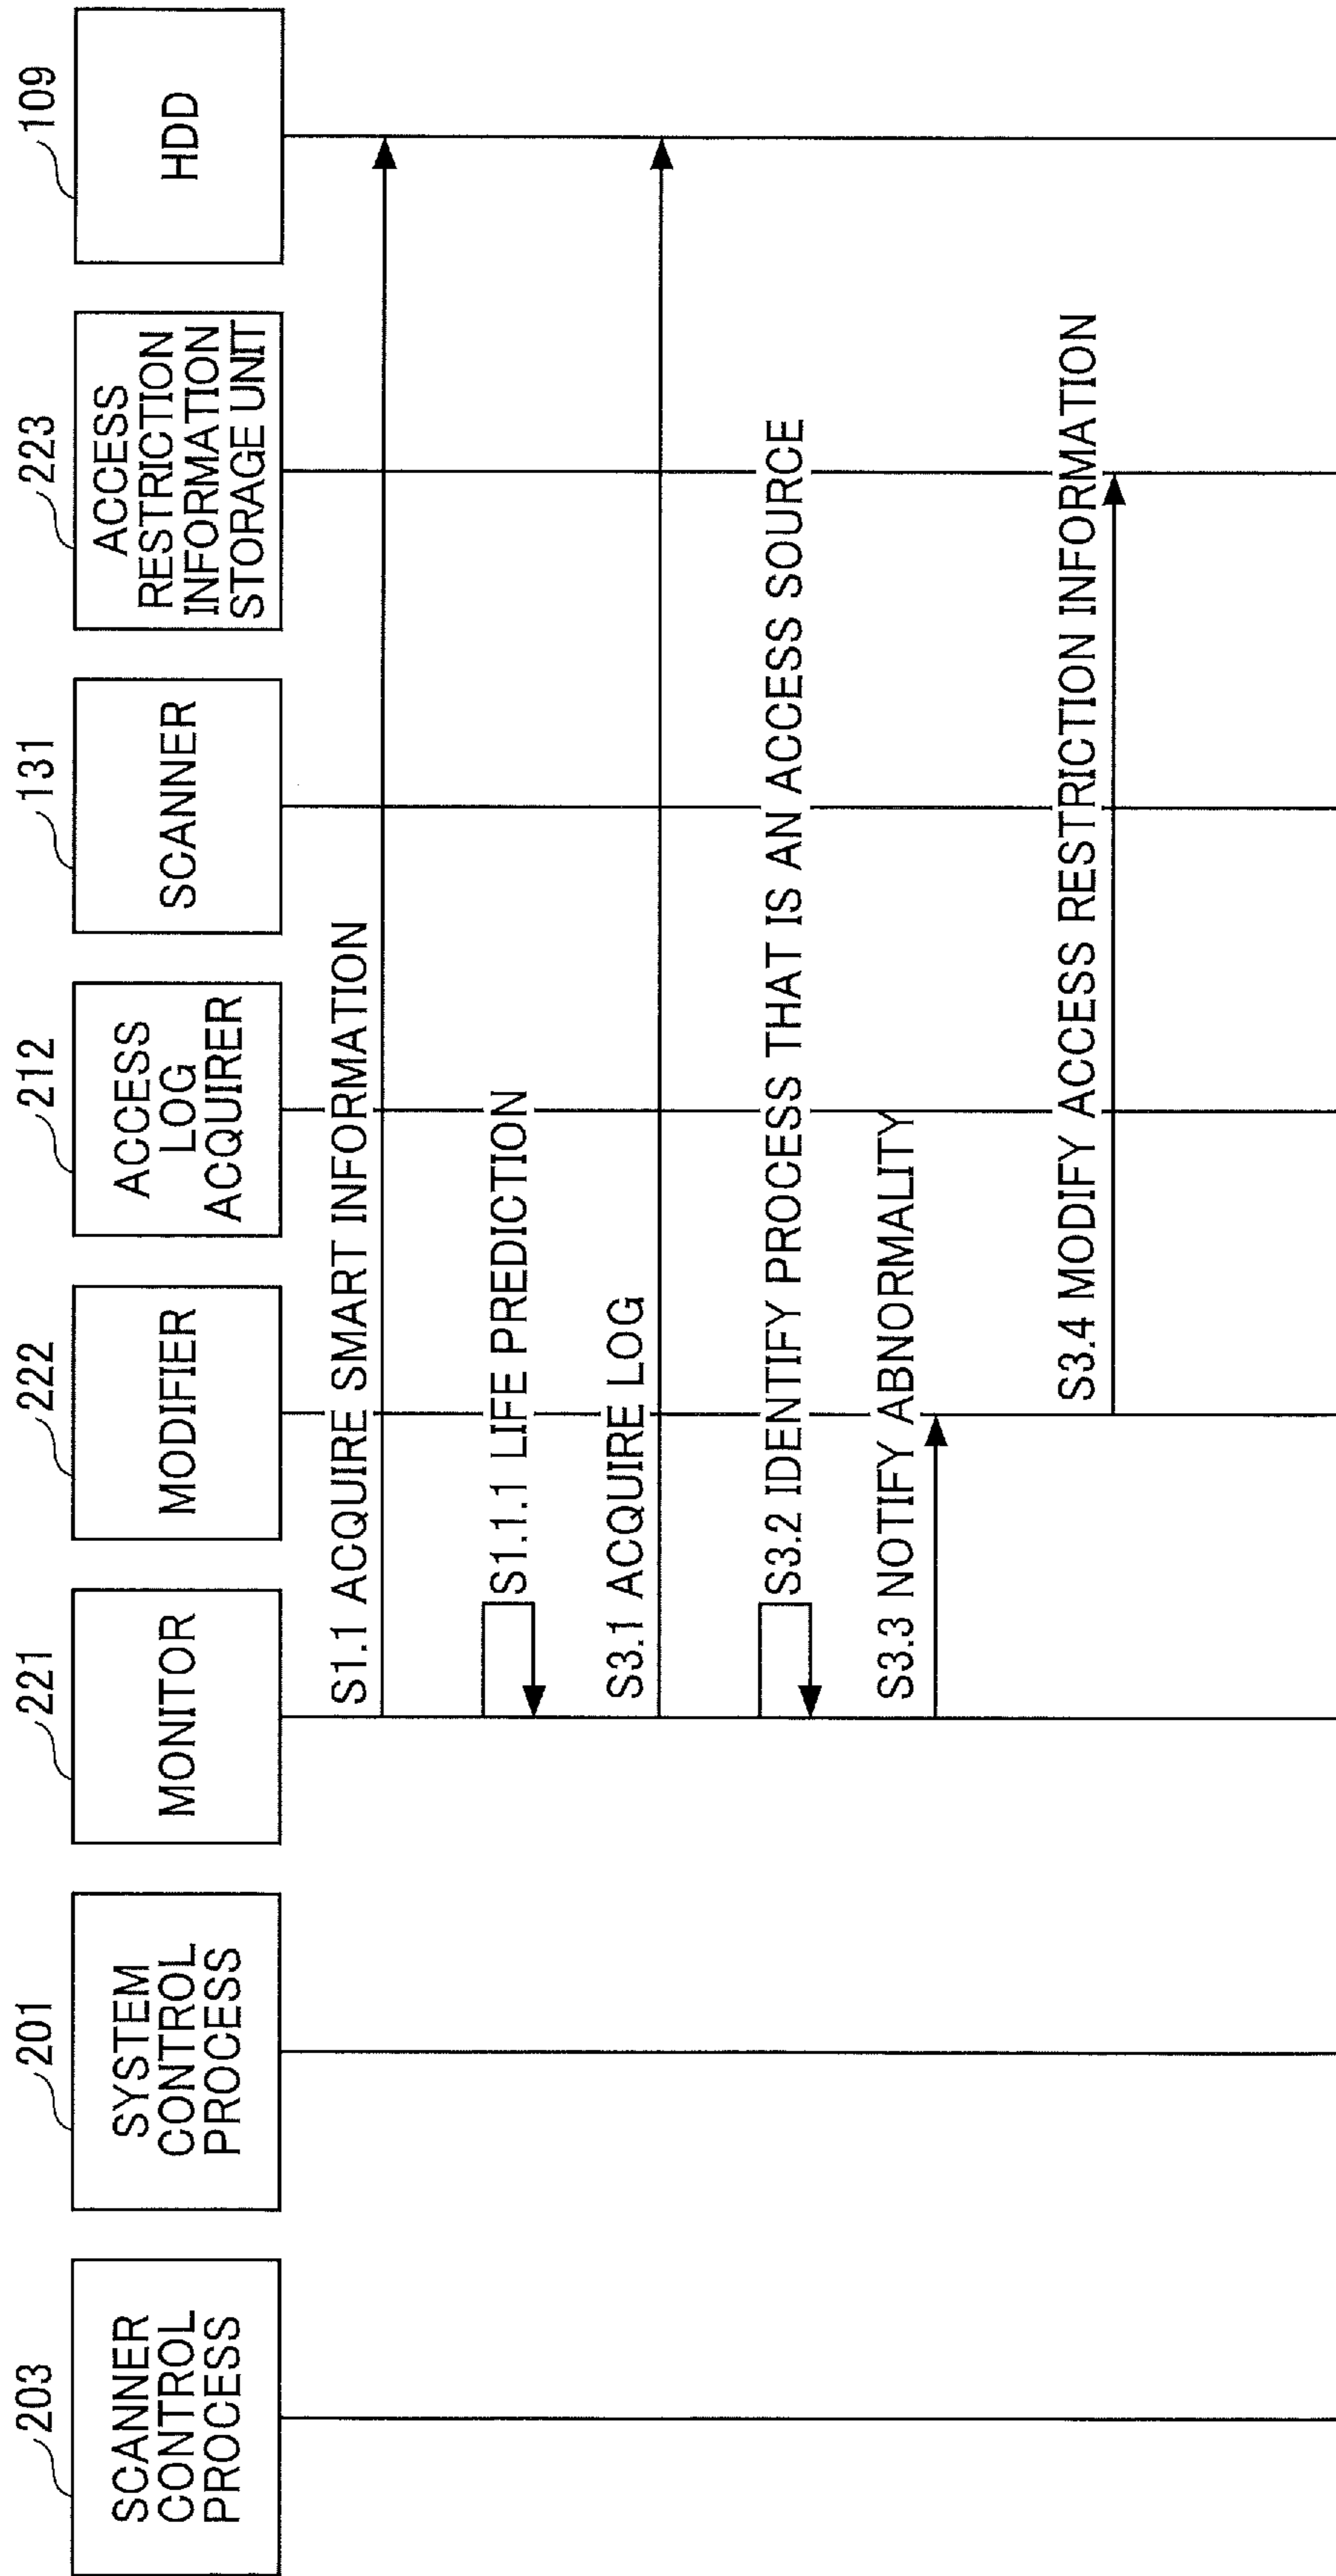 203
SCANNER
CONTROL
PROCESS
201
SYSTEM
CONTROL
PROCESS
221
MONITOR
222
MODIFIER
212
ACCESS
LOG
ACQUIRER
131
SCANNER
223
ACCESS
RESTRICTION
INFORMATION
STORAGE UNIT
109
HDD
S1.1 ACQUIRE SMART INFORMATION
S1.1.1 LIFE PREDICTION
S3.1 ACQUIRE LOG
S3.2 IDENTIFY PROCESS THAT IS AN ACCESS SOURCE
S3.3 NOTIFY ABNORMALITY
S3.4 MODIFY ACCESS RESTRICTION INFORMATION